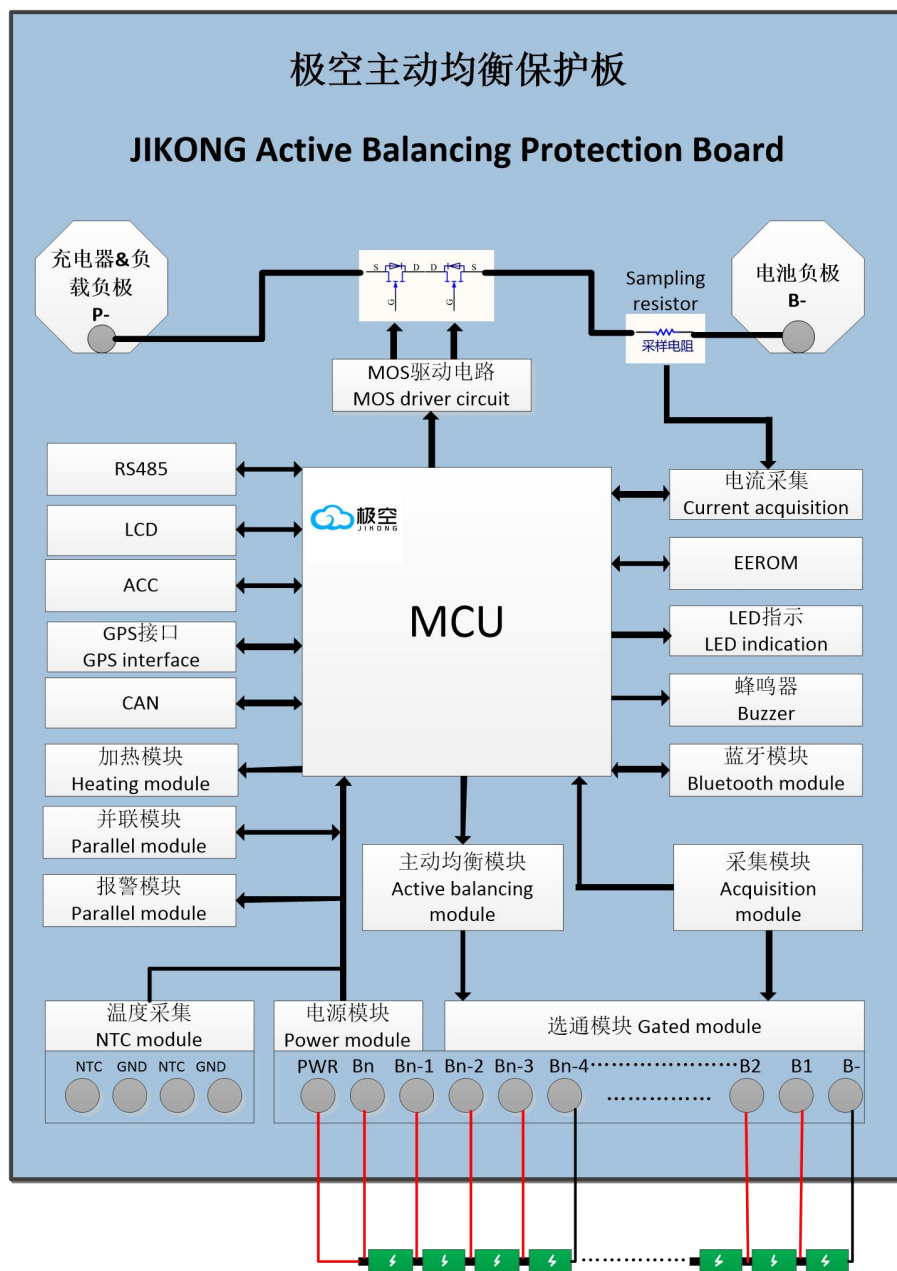 极空主动均衡保护板
JIKONG Active Balancing Protection Board
充电器&负
载负极
P-
S D D S
G G
Sampling
resistor
采样电阻
电池负极
B-
MOS驱动电路
MOS driver circuit
RS485
LCD
ACC
GPS接口
GPS interface
CAN
加热模块
Heating module
并联模块
Parallel module
报警模块
Parallel module
极空
JIKONG
MCU
电流采集
Current acquisition
EEROM
LED指示
LED indication
蜂鸣器
Buzzer
蓝牙模块
Bluetooth module
主动均衡模块
Active balancing
module
采集模块
Acquisition
module
温度采集
NTC module
NTC GND NTC GND
电源模块
Power module
选通模块 Gated module
PWR Bn Bn-1 Bn-2 Bn-3 Bn-4 B2 B1 B-